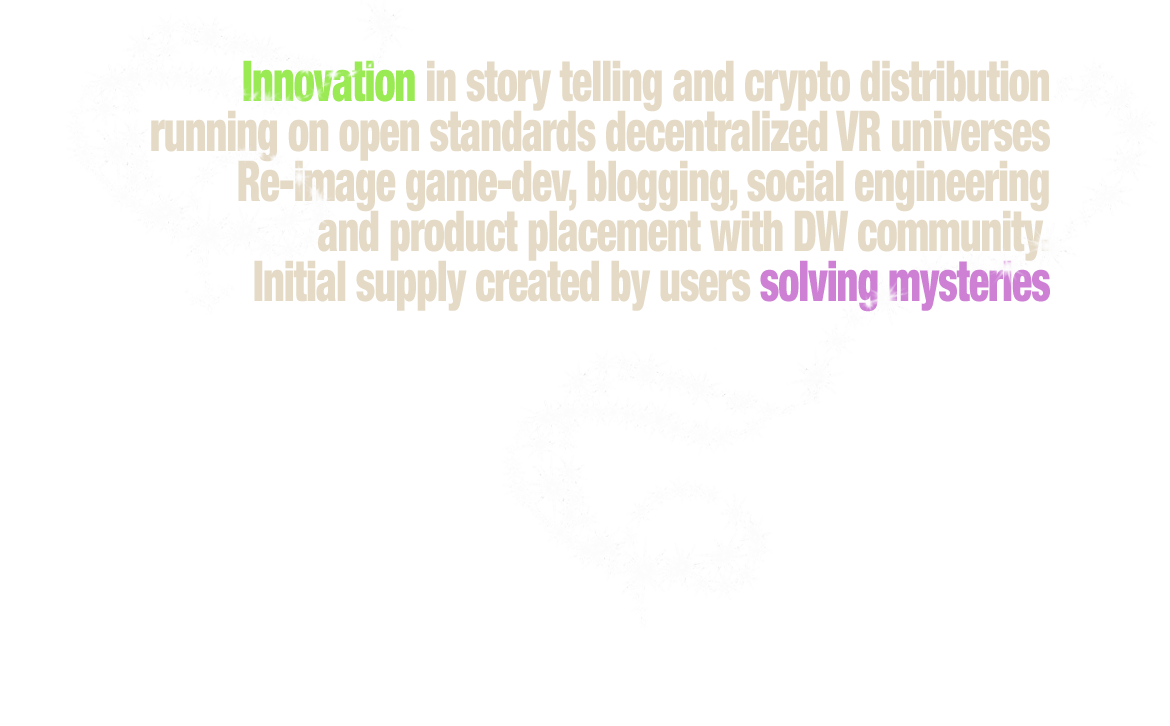 Innovation in story telling and crypto distribution
running on open standards decentralized VR universes
Re-image game-dev, blogging, social engineering
and product placement with DW community
Initial supply created by users solving mysteries